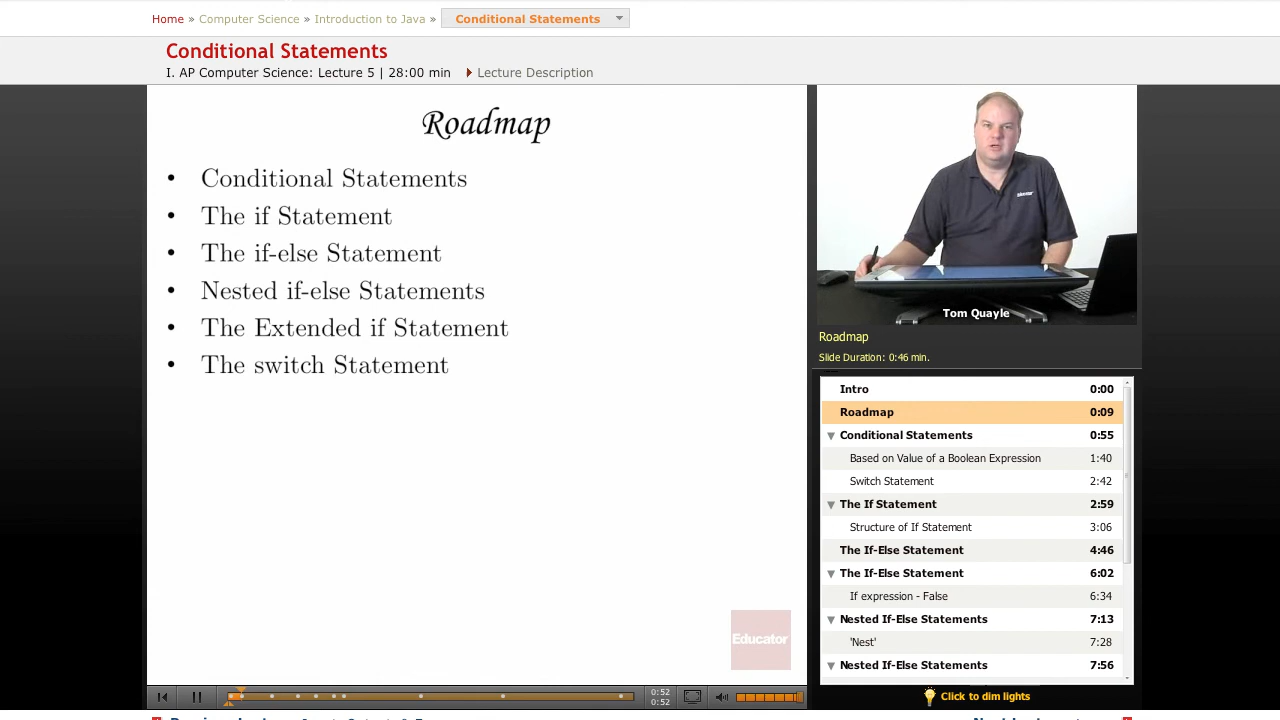 Home » Computer Science » Introduction to Java » Conditional Statements
Conditional Statements
I. AP Computer Science: Lecture 5 | 28:00 min Lecture Description
Roadmap
• Conditional Statements
• The if Statement
• The if-else Statement
• Nested if-else Statements
• The Extended if Statement
• The switch Statement
Educator
Tom Quayle
Roadmap
Slide Duration: 0:46 min.
Intro 0:00
Roadmap 0:09
Conditional Statements 0:55
Based on Value of a Boolean Expression 1:40
Switch Statement 2:42
The If Statement 2:59
Structure of If Statement 3:06
The If-Else Statement 4:46
The If-Else Statement 6:02
If expression - False 6:34
Nested If-Else Statements 7:13
'Nest' 7:28
Nested If-Else Statements 7:56
0:52
0:52
Click to dim lights